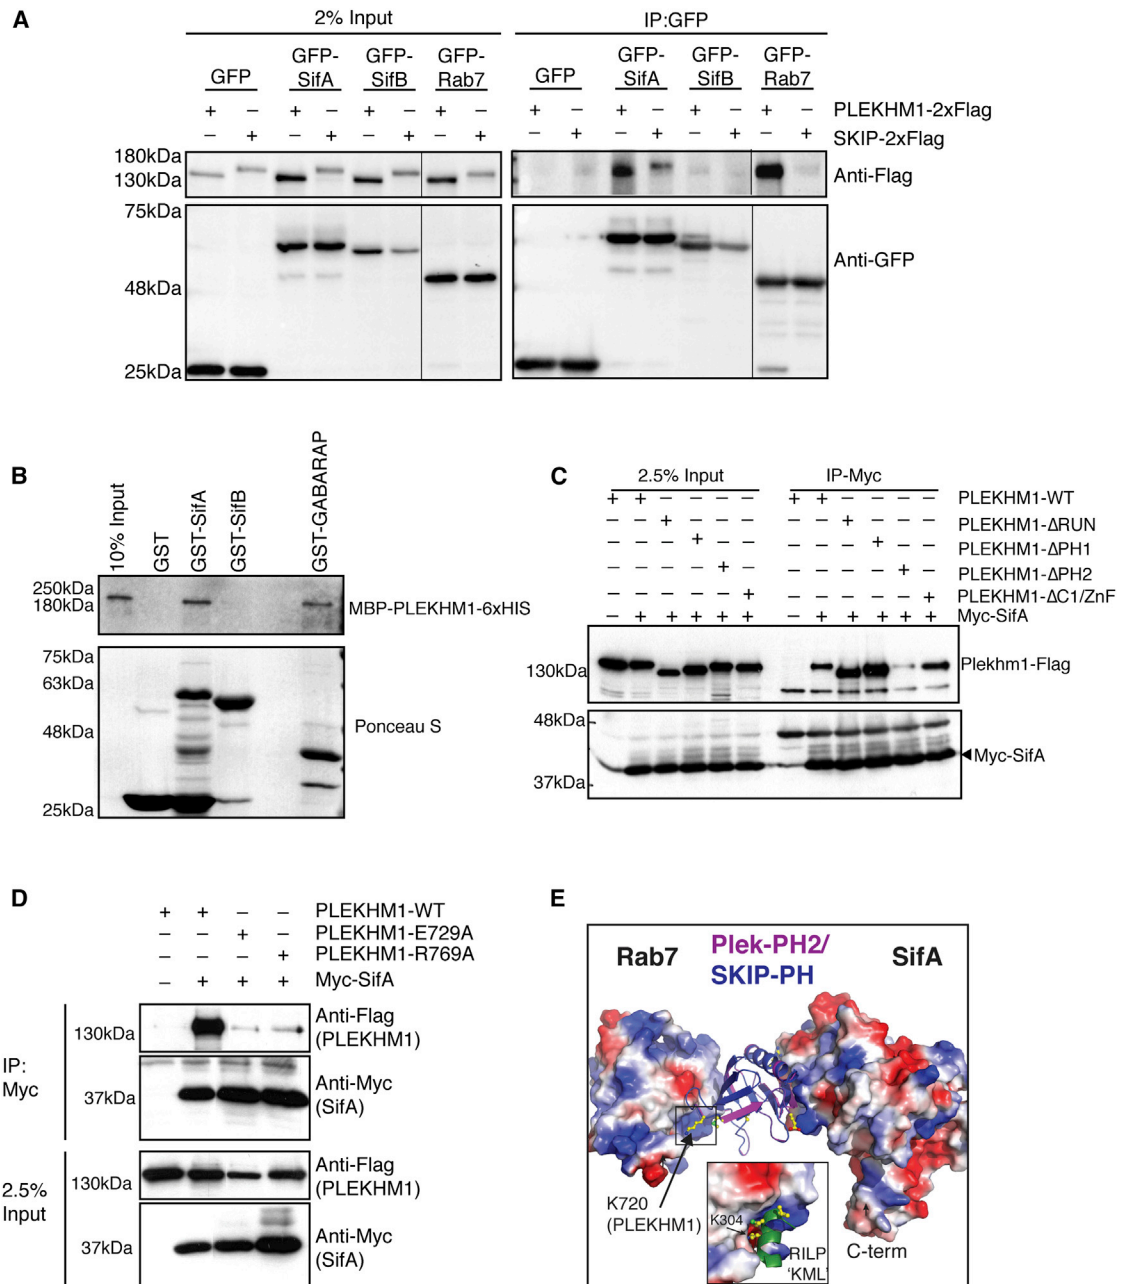 A
2% Input
IP:GFP
GFP
GFP-
SifA
GFP-
SifB
GFP-
Rab7
GFP
GFP-
SifA
GFP-
SifB
GFP-
Rab7
+ – + – + – + – + – + – + – + – PLEKHM1-2xFlag
– + – + – + – + – + – + – + – + SKIP-2xFlag
180kDa
130kDa
Anti-Flag
75kDa
48kDa
25kDa
Anti-GFP
B
10% Input
GST
GST-SifA
GST-SifB
GST-GABARAP
250kDa
180kDa
MBP-PLEKHM1-6xHIS
75kDa
63kDa
48kDa
25kDa
Ponceau S
C
2.5% Input
IP-Myc
+ + – – – – + + – – – – PLEKHM1-WT
– – + – – – – – + – – – PLEKHM1-ΔRUN
– – – + – – – – – + – – PLEKHM1-ΔPH1
– – – – + – – – – – + – PLEKHM1-ΔPH2
– – – – – + – – – – – + PLEKHM1-ΔC1/ZnF
– + + + + + – + + + + + Myc-SifA
130kDa
Plekhm1-Flag
48kDa
37kDa
Myc-SifA
D
+ + – – PLEKHM1-WT
– – + – PLEKHM1-E729A
– – – + PLEKHM1-R769A
– + + + Myc-SifA
IP:
Myc
130kDa
Anti-Flag
(PLEKHM1)
37kDa
Anti-Myc
(SifA)
2.5%
Input
130kDa
Anti-Flag
(PLEKHM1)
37kDa
Anti-Myc
(SifA)
E
Rab7
Plek-PH2/
SKIP-PH
SifA
K720
(PLEKHM1)
K304
RILP
'KML'
C-term